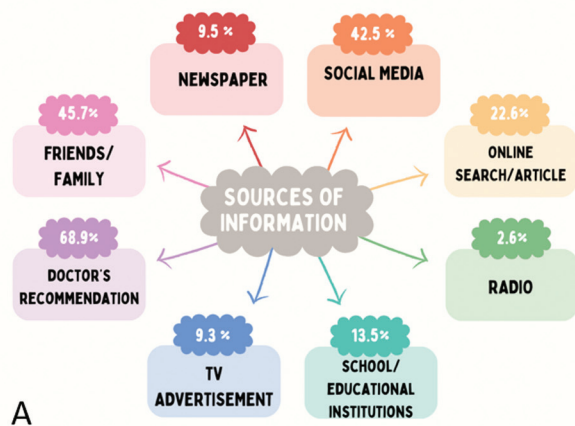 9.5 %
NEWSPAPER
42.5%
SOCIAL MEDIA
45.7%
FRIENDS/
FAMILY
22.6%
ONLINE
SEARCH/ARTICLE
SOURCES OF
INFORMATION
68.9%
DOCTOR'S
RECOMMENDATION
2.6%
RADIO
9.3 %
TV
ADVERTISEMENT
13.5%
SCHOOL/
EDUCATIONAL
INSTITUTIONS
A